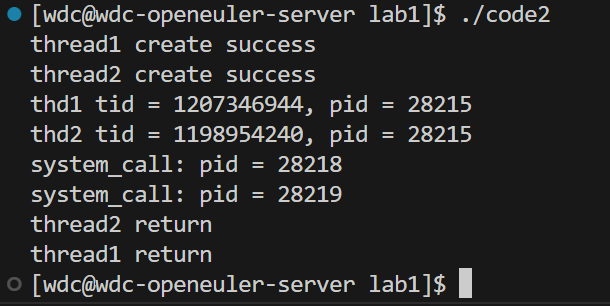 [wdc@wdc-openeuler-server lab1]$ ./code2
thread1 create success
thread2 create success
thd1 tid = 1207346944, pid = 28215
thd2 tid = 1198954240, pid = 28215
system_call: pid = 28218
system_call: pid = 28219
thread2 return
thread1 return
[wdc@wdc-openeuler-server lab1]$